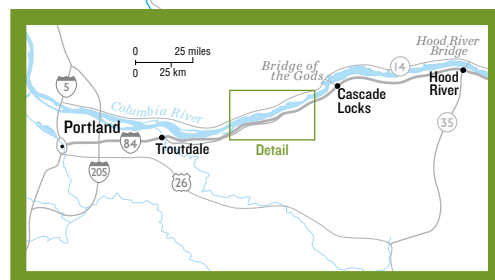 0 25 miles
0 25 km
Hood River
Bridge
Bridge of
the Gods
14
Hood
River
Cascade
Locks
5
Columbia River
Portland
84
Troutdale
Detail
35
205
26